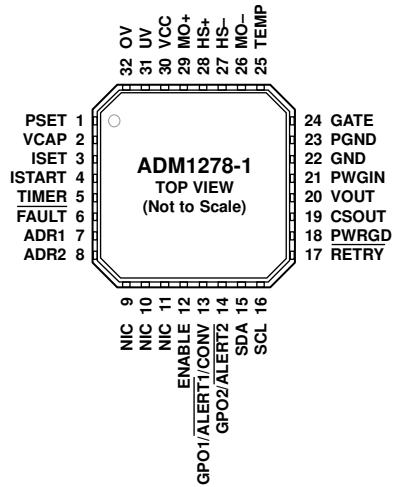 32 OV
31 UV
30 VCC
29 MO+
28 HS+
27 HS–
26 MO–
25 TEMP
PSET 1
VCAP 2
ISET 3
ISTART 4
TIMER 5
FAULT 6
ADR1 7
ADR2 8
ADM1278-1
TOP VIEW
(Not to Scale)
24 GATE
23 PGND
22 GND
21 PWGIN
20 VOUT
19 CSOUT
18 PWRGD
17 RETRY
NIC 9
NIC 10
NIC 11
ENABLE 12
GPO1/ALERT1/CONV 13
GPO2/ALERT2 14
SDA 15
SCL 16